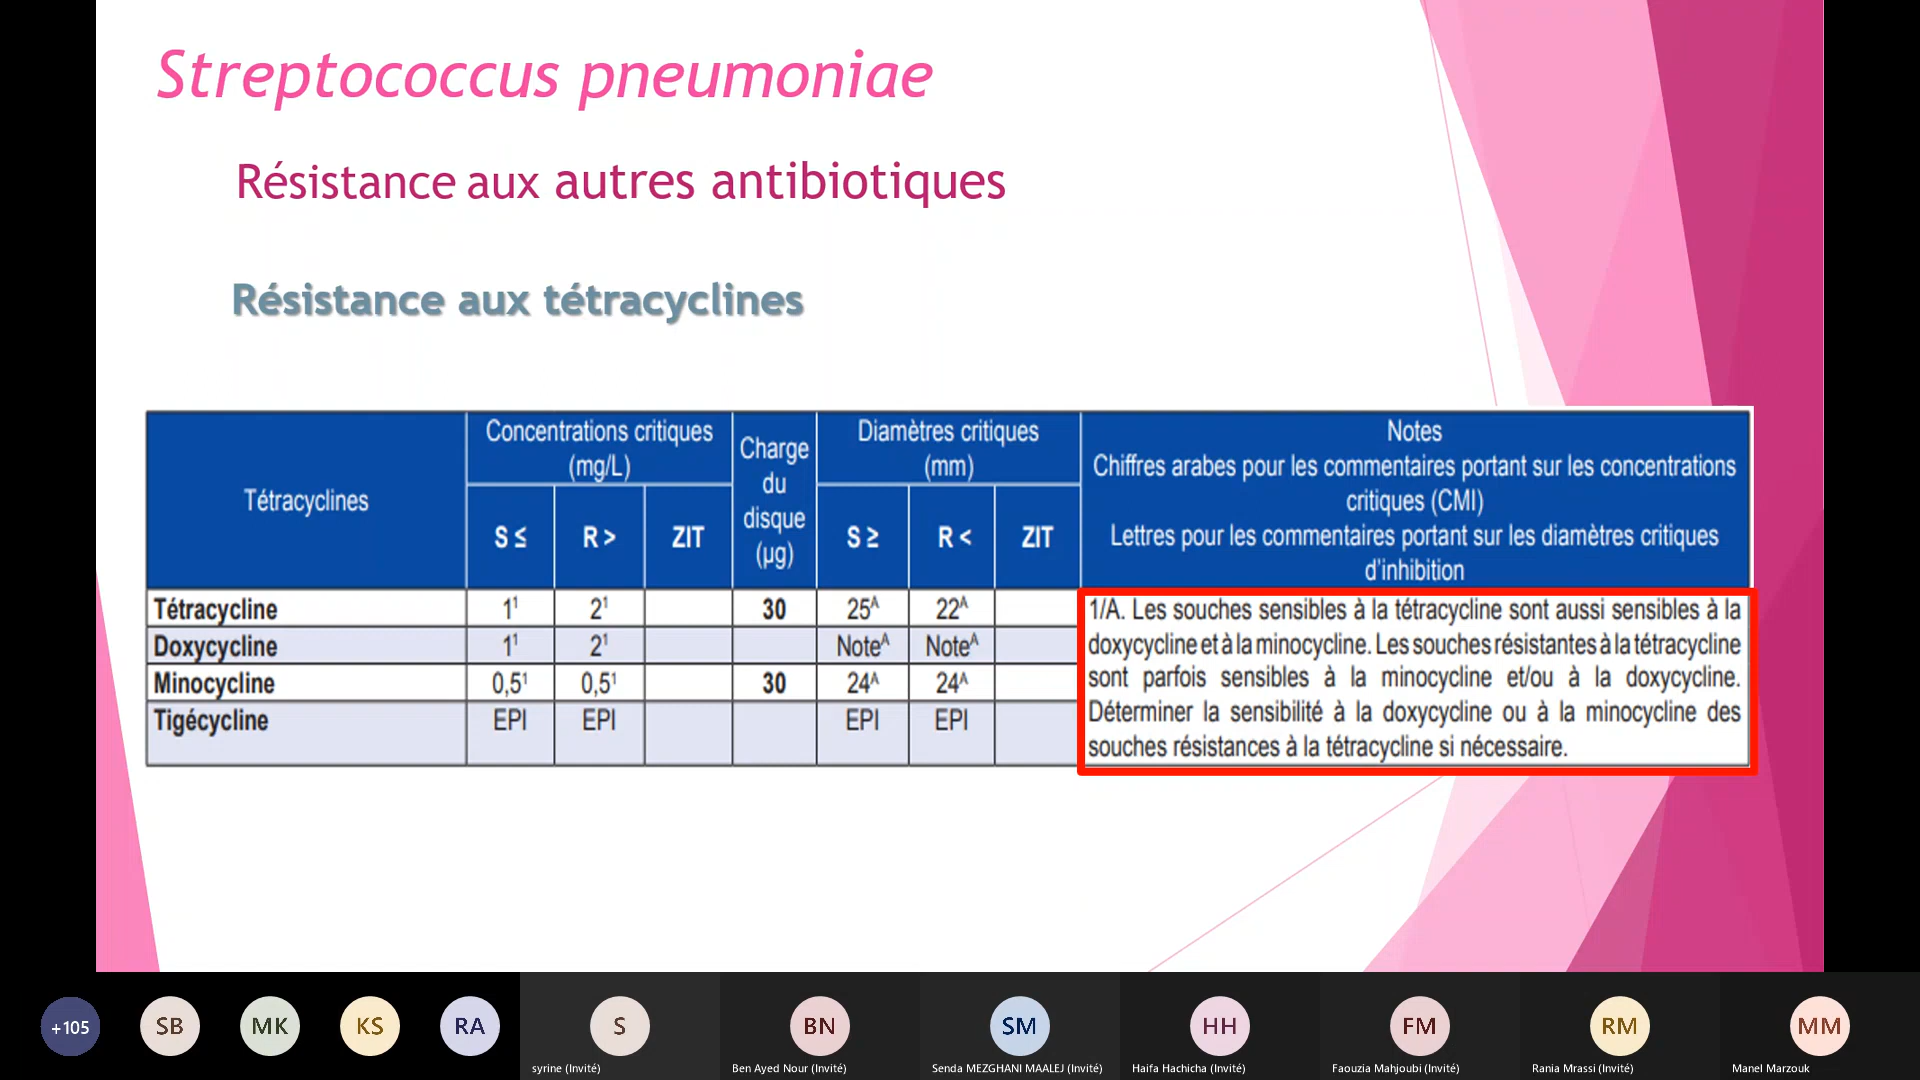 Streptococcus pneumoniae
Résistance aux autres antibiotiques
Résistance aux tétracyclines
Tétracyclines
Concentrations critiques
(mg/L)
Charge
du
disque
(µg)
Diamètres critiques
(mm)
Notes
Chiffres arabes pour les commentaires portant sur les concentrations
critiques (CMI)
Lettres pour les commentaires portant sur les diamètres critiques
d'inhibition
S ≤ R > ZIT S ≥ R < ZIT
Tétracycline 1¹ 2¹ 30 25ᴬ 22ᴬ
Doxycycline 1¹ 2¹ Noteᴬ Noteᴬ
Minocycline 0,5¹ 0,5¹ 30 24ᴬ 24ᴬ
Tigécycline EPI EPI EPI EPI
1/A. Les souches sensibles à la tétracycline sont aussi sensibles à la
doxycycline et à la minocycline. Les souches résistantes à la tétracycline
sont parfois sensibles à la minocycline et/ou à la doxycycline.
Déterminer la sensibilité à la doxycycline ou à la minocycline des
souches résistances à la tétracycline si nécessaire.
+105 SB MK KS RA S BN SM HH FM RM MM
syrine (Invité) Ben Ayed Nour (Invité) Senda MEZGHANI MAALEJ (Invité) Haifa Hachicha (Invité) Faouzia Mahjoubi (Invité) Rania Mrassi (Invité) Manel Marzouk